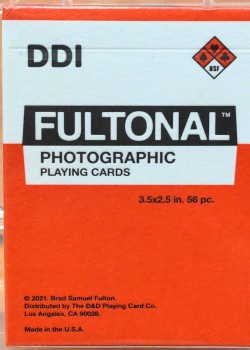 DDI
BSF
FULTONAL™
PHOTOGRAPHIC
PLAYING CARDS
3.5x2.5 in. 56 pc.
© 2021. Brad Samuel Fulton.
Distributed by The D&D Playing Card Co.
Los Angeles, CA 90028.
Made in the U.S.A.